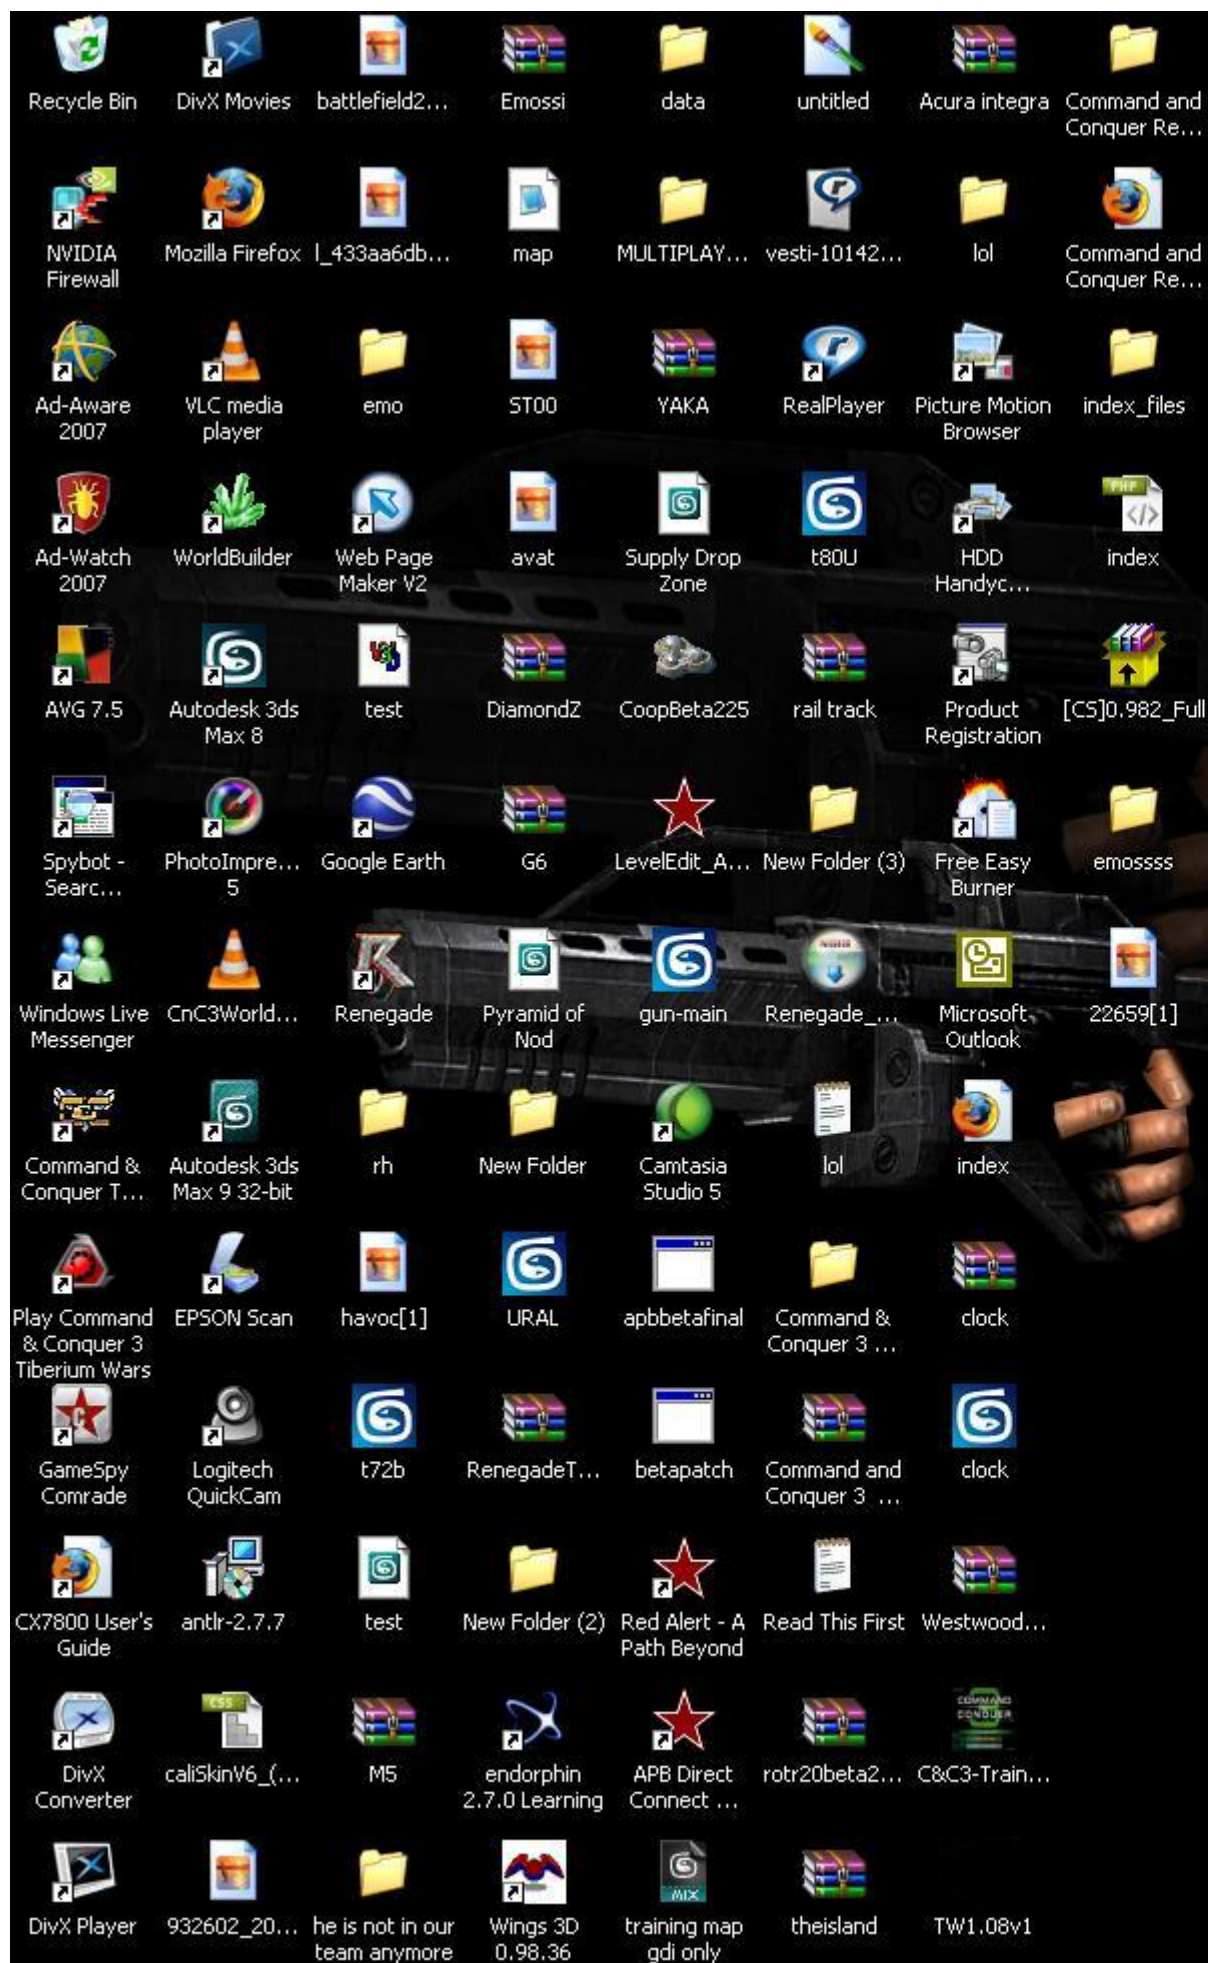 Recycle Bin
DivX Movies
battlefield2...
Emossi
data
untitled
Acura integra
Command and
Conquer Re...
NVIDIA
Firewall
Mozilla Firefox
l_433aa6db...
map
MULTIPLAY...
vesti-10142...
lol
Command and
Conquer Re...
Ad-Aware
2007
VLC media
player
emo
ST00
YAKA
RealPlayer
Picture Motion
Browser
index_files
Ad-Watch
2007
WorldBuilder
Web Page
Maker V2
avat
Supply Drop
Zone
t80U
HDD
Handyc...
PHP
index
AVG 7.5
Autodesk 3ds
Max 8
test
DiamondZ
CoopBeta225
rail track
Product
Registration
[CS]0.982_Full
Spybot -
Searc...
PhotoImpre...
5
Google Earth
G6
LevelEdit_A...
New Folder (3)
Free Easy
Burner
emossss
Windows Live
Messenger
CnC3World...
Renegade
Pyramid of
Nod
gun-main
Renegade_...
Microsoft
Outlook
22659[1]
Command &
Conquer T...
Autodesk 3ds
Max 9 32-bit
rh
New Folder
Camtasia
Studio 5
lol
index
Play Command
& Conquer 3
Tiberium Wars
EPSON Scan
havoc[1]
URAL
apbbetafinal
Command &
Conquer 3 ...
clock
GameSpy
Comrade
Logitech
QuickCam
t72b
RenegadeT...
betapatch
Command and
Conquer 3 ...
clock
CX7800 User's
Guide
antlr-2.7.7
test
New Folder (2)
Red Alert - A
Path Beyond
Read This First
Westwood...
DivX
Converter
CSS
caliSkinV6_(...
M5
endorphin
2.7.0 Learning
APB Direct
Connect ...
rotr20beta2...
COMMAND
CONQUER
3
C&C3-Train...
DivX Player
932602_20...
he is not in our
team anymore
Wings 3D
0.98.36
MIX
training map
gdi only
theisland
TW1.08v1